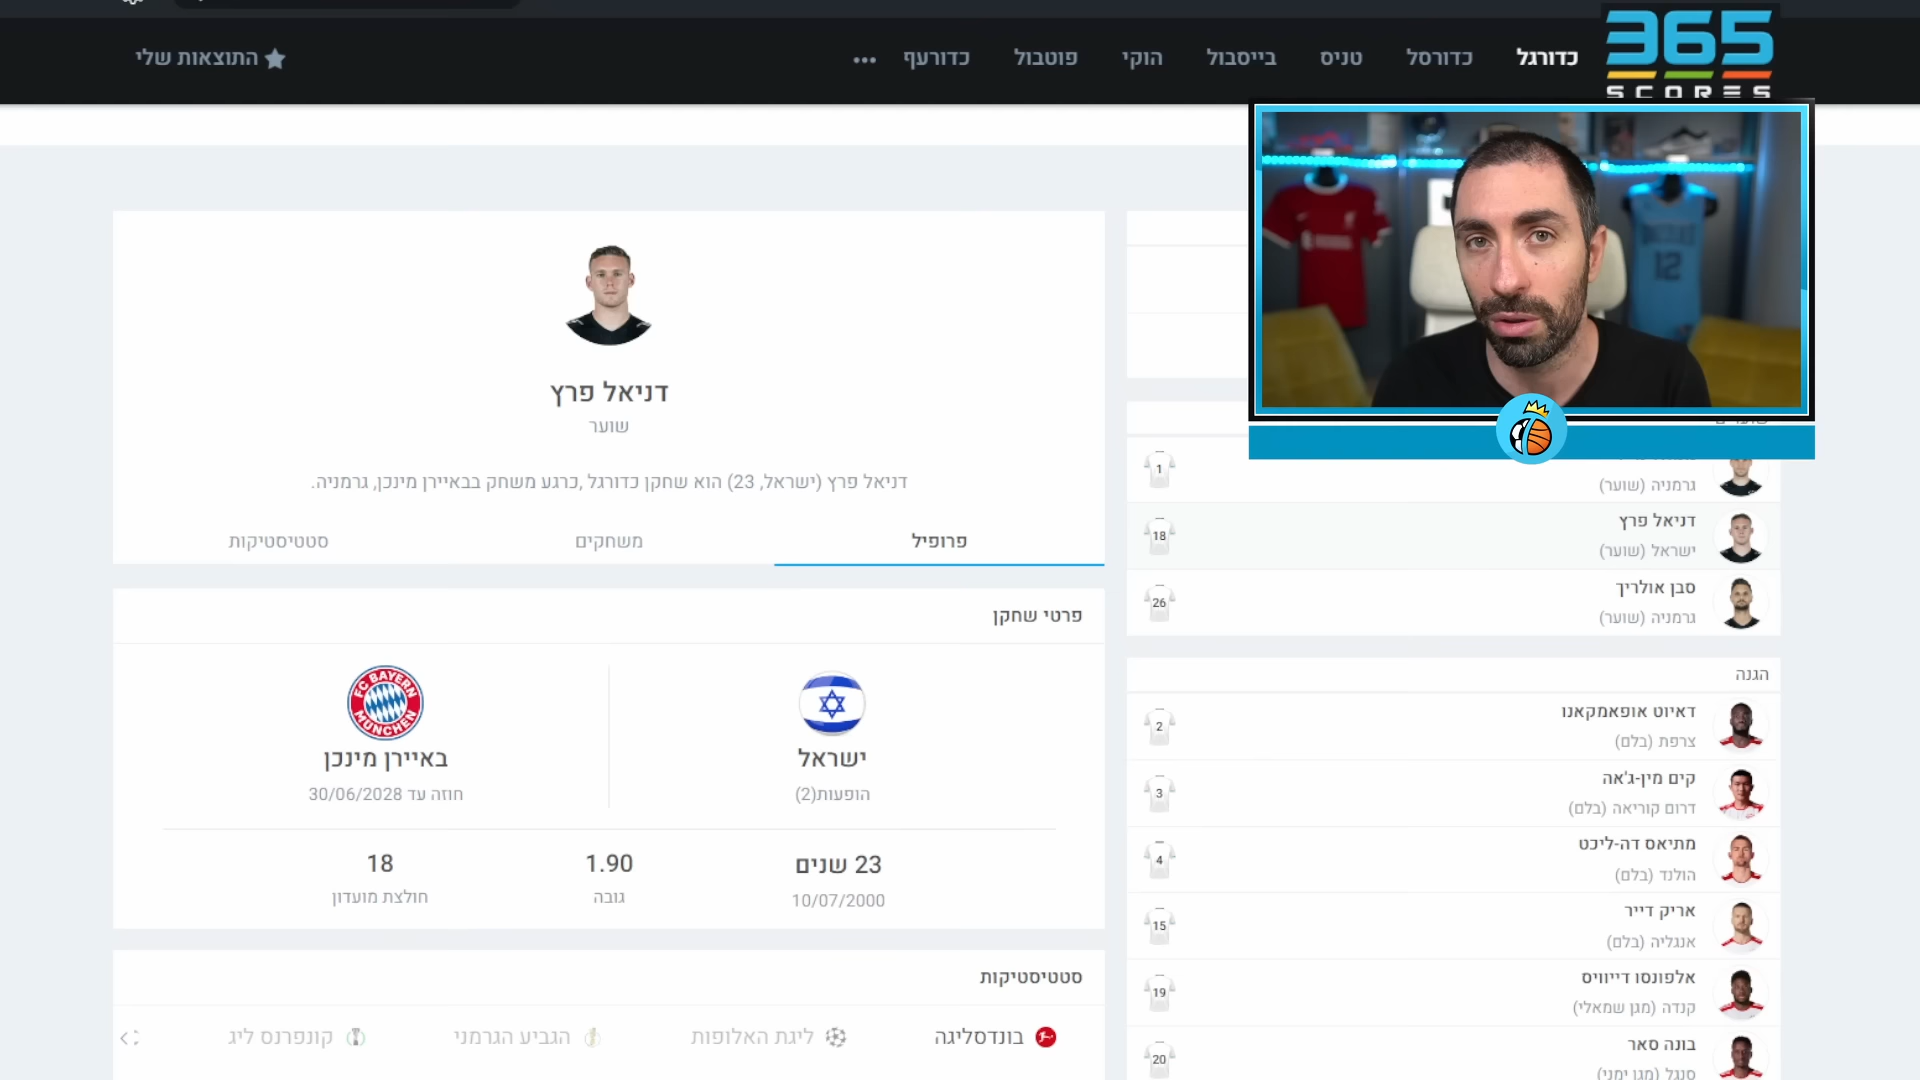 365
SCORES
כדורגל
כדורסל
טניס
בייסבול
הוקי
פוטבול
כדורעף
התוצאות שלי
12
דניאל פרץ
שוער
דניאל פרץ (ישראל, 23) הוא שחקן כדורגל ,כרגע משחק בבאיירן מינכן, גרמניה.
פרופיל
משחקים
סטטיסטיקות
פרטי שחקן
ישראל
הופעות(2)
FC BAYERN
MÜNCHEN
באיירן מינכן
חוזה עד 30/06/2028
23 שנים
10/07/2000
1.90
גובה
18
חולצת מועדון
סטטיסטיקות
בונדסליגה
ליגת האלופות
הגביע הגרמני
קונפרנס ליג
גרמניה (שוער)
1
דניאל פרץ
ישראל (שוער)
18
סבן אולריך
גרמניה (שוער)
26
הגנה
דאיוט אופאמקאנו
צרפת (בלם)
2
קים מין-ג'אה
דרום קוריאה (בלם)
3
מתיאס דה-ליכט
הולנד (בלם)
4
אריק דייר
אנגליה (בלם)
15
אלפונסו דייוויס
קנדה (מגן שמאלי)
19
בונה סאר
סנגל (מגן ימני)
20